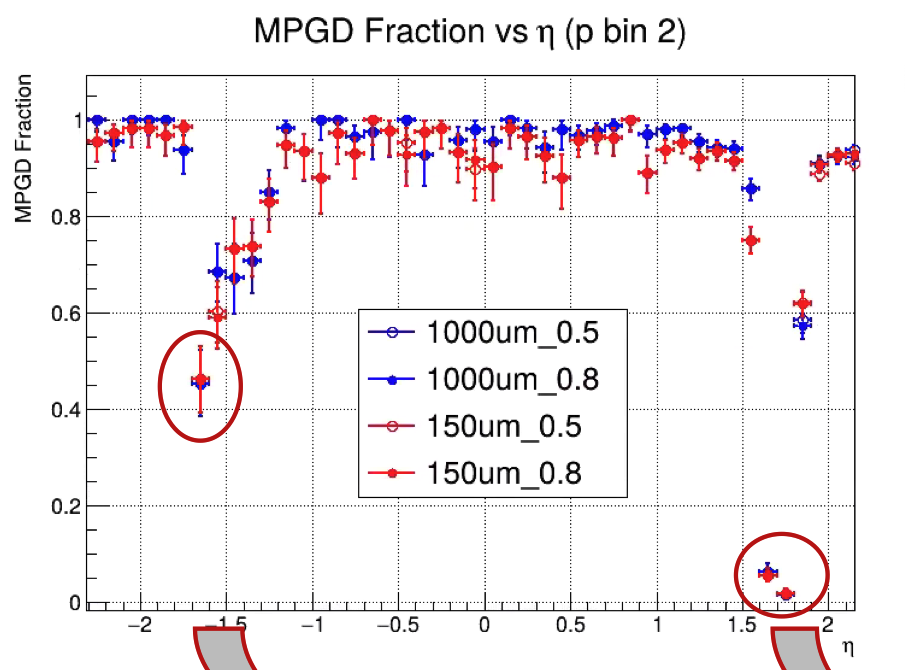 MPGD Fraction vs η (p bin 2)
MPGD Fraction
1
0.8
0.6
0.4
0.2
0
1000um_0.5
1000um_0.8
150um_0.5
150um_0.8
−2 −1.5 −1 −0.5 0 0.5 1 1.5 2
η